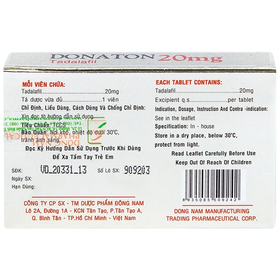 DONATON 20mg
Tadalafil
MỖI VIÊN CHỨA:
Tadalafil 20mg
Tá dược vừa đủ 1 viên
Chỉ Định, Liều Dùng, Cách Dùng Và Chống Chỉ Định:
Xin đọc hướng dẫn sử dụng.
Tiêu Chuẩn: TCCS
Bảo Quản: Nơi khô, nhiệt độ dưới 30°C,
tránh ánh sáng.
Đọc Kỹ Hướng Dẫn Sử Dụng Trước Khi Dùng
Để Xa Tầm Tay Trẻ Em
SĐK: VD_20331_13 Số Lô SX: 909203
Ngày SX:
Hạn Dùng:
CÔNG TY CP SX - TM DƯỢC PHẨM ĐÔNG NAM
Lô 2A, Đường 1A - KCN Tân Tạo, P.Tân Tạo A,
Q. Bình Tân - TP.Hồ Chí Minh - Việt Nam
EACH TABLET CONTAINS:
Tadalafil 20mg
Excipient q.s per tablet
Indication, Dosage, Instruction And Contra -indication:
See in the leaflet
Specification: In - house
Store in a dry place, below 30°C,
protect from light.
Read Leaflet Carefully Before Use
Keep Out Of Reach Of Children
8 935085 509242
DONG NAM MANUFACTURING
TRADING PHARMACEUTICAL CORP.